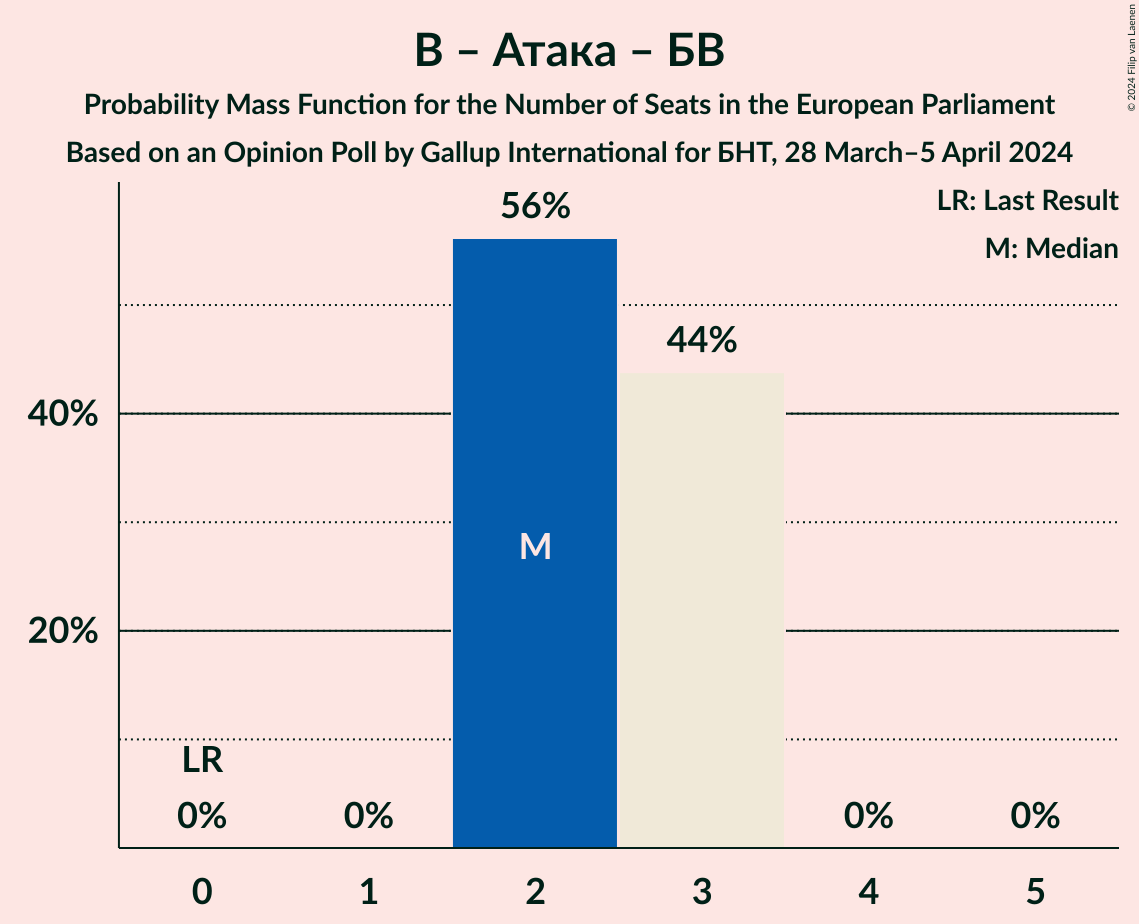 В – Атака – БВ
Probability Mass Function for the Number of Seats in the European Parliament
Based on an Opinion Poll by Gallup International for БНТ, 28 March–5 April 2024
© 2024 Filip van Laenen
LR: Last Result
M: Median
56%
44%
40%
20%
M
LR
0%
0%
0%
0%
0
1
2
3
4
5